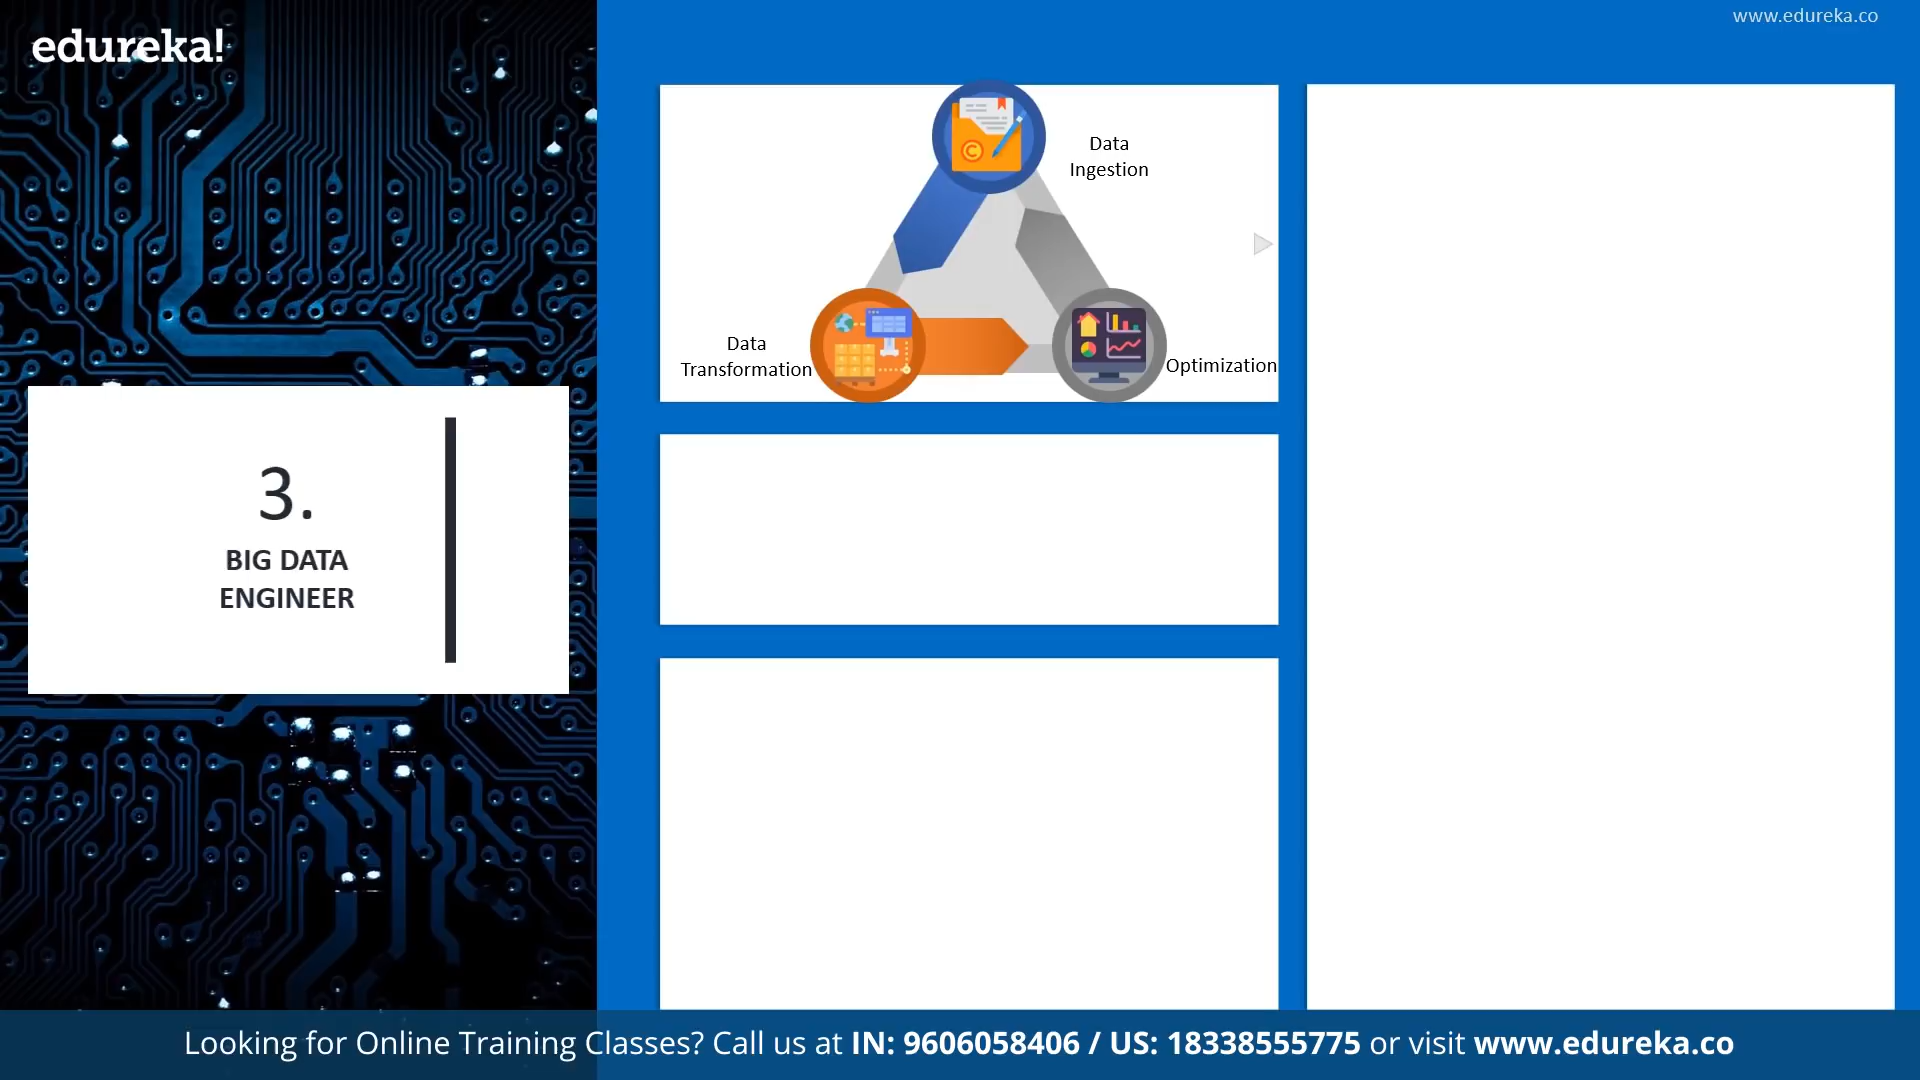 edureka!
www.edureka.co
Data
Ingestion
Data
Transformation
Optimization
3.
BIG DATA
ENGINEER
Looking for Online Training Classes? Call us at IN: 9606058406 / US: 18338555775 or visit www.edureka.co